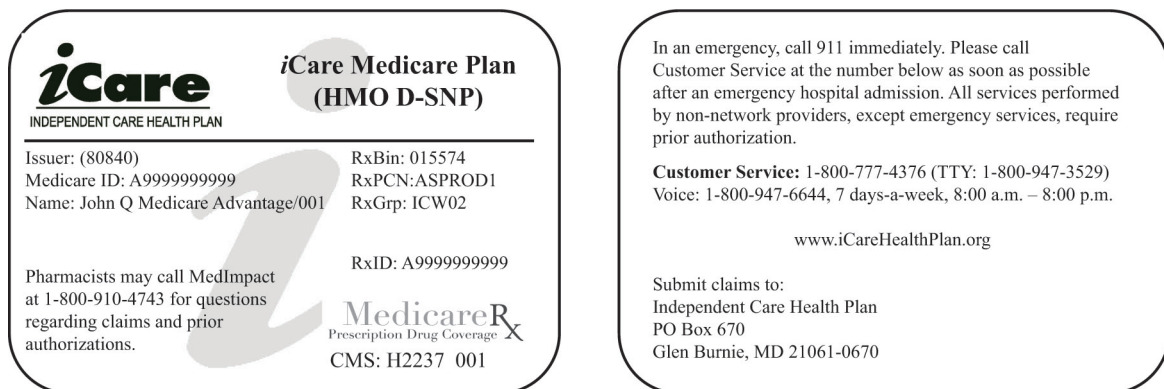 iCare
INDEPENDENT CARE HEALTH PLAN
iCare Medicare Plan
(HMO D-SNP)
Issuer: (80840)
Medicare ID: A9999999999
Name: John Q Medicare Advantage/001
RxBin: 015574
RxPCN:ASPROD1
RxGrp: ICW02
RxID: A9999999999
Pharmacists may call MedImpact
at 1-800-910-4743 for questions
regarding claims and prior
authorizations.
MedicareRx
Prescription Drug Coverage
CMS: H2237 001
In an emergency, call 911 immediately. Please call
Customer Service at the number below as soon as possible
after an emergency hospital admission. All services performed
by non-network providers, except emergency services, require
prior authorization.
Customer Service: 1-800-777-4376 (TTY: 1-800-947-3529)
Voice: 1-800-947-6644, 7 days-a-week, 8:00 a.m. – 8:00 p.m.
www.iCareHealthPlan.org
Submit claims to:
Independent Care Health Plan
PO Box 670
Glen Burnie, MD 21061-0670